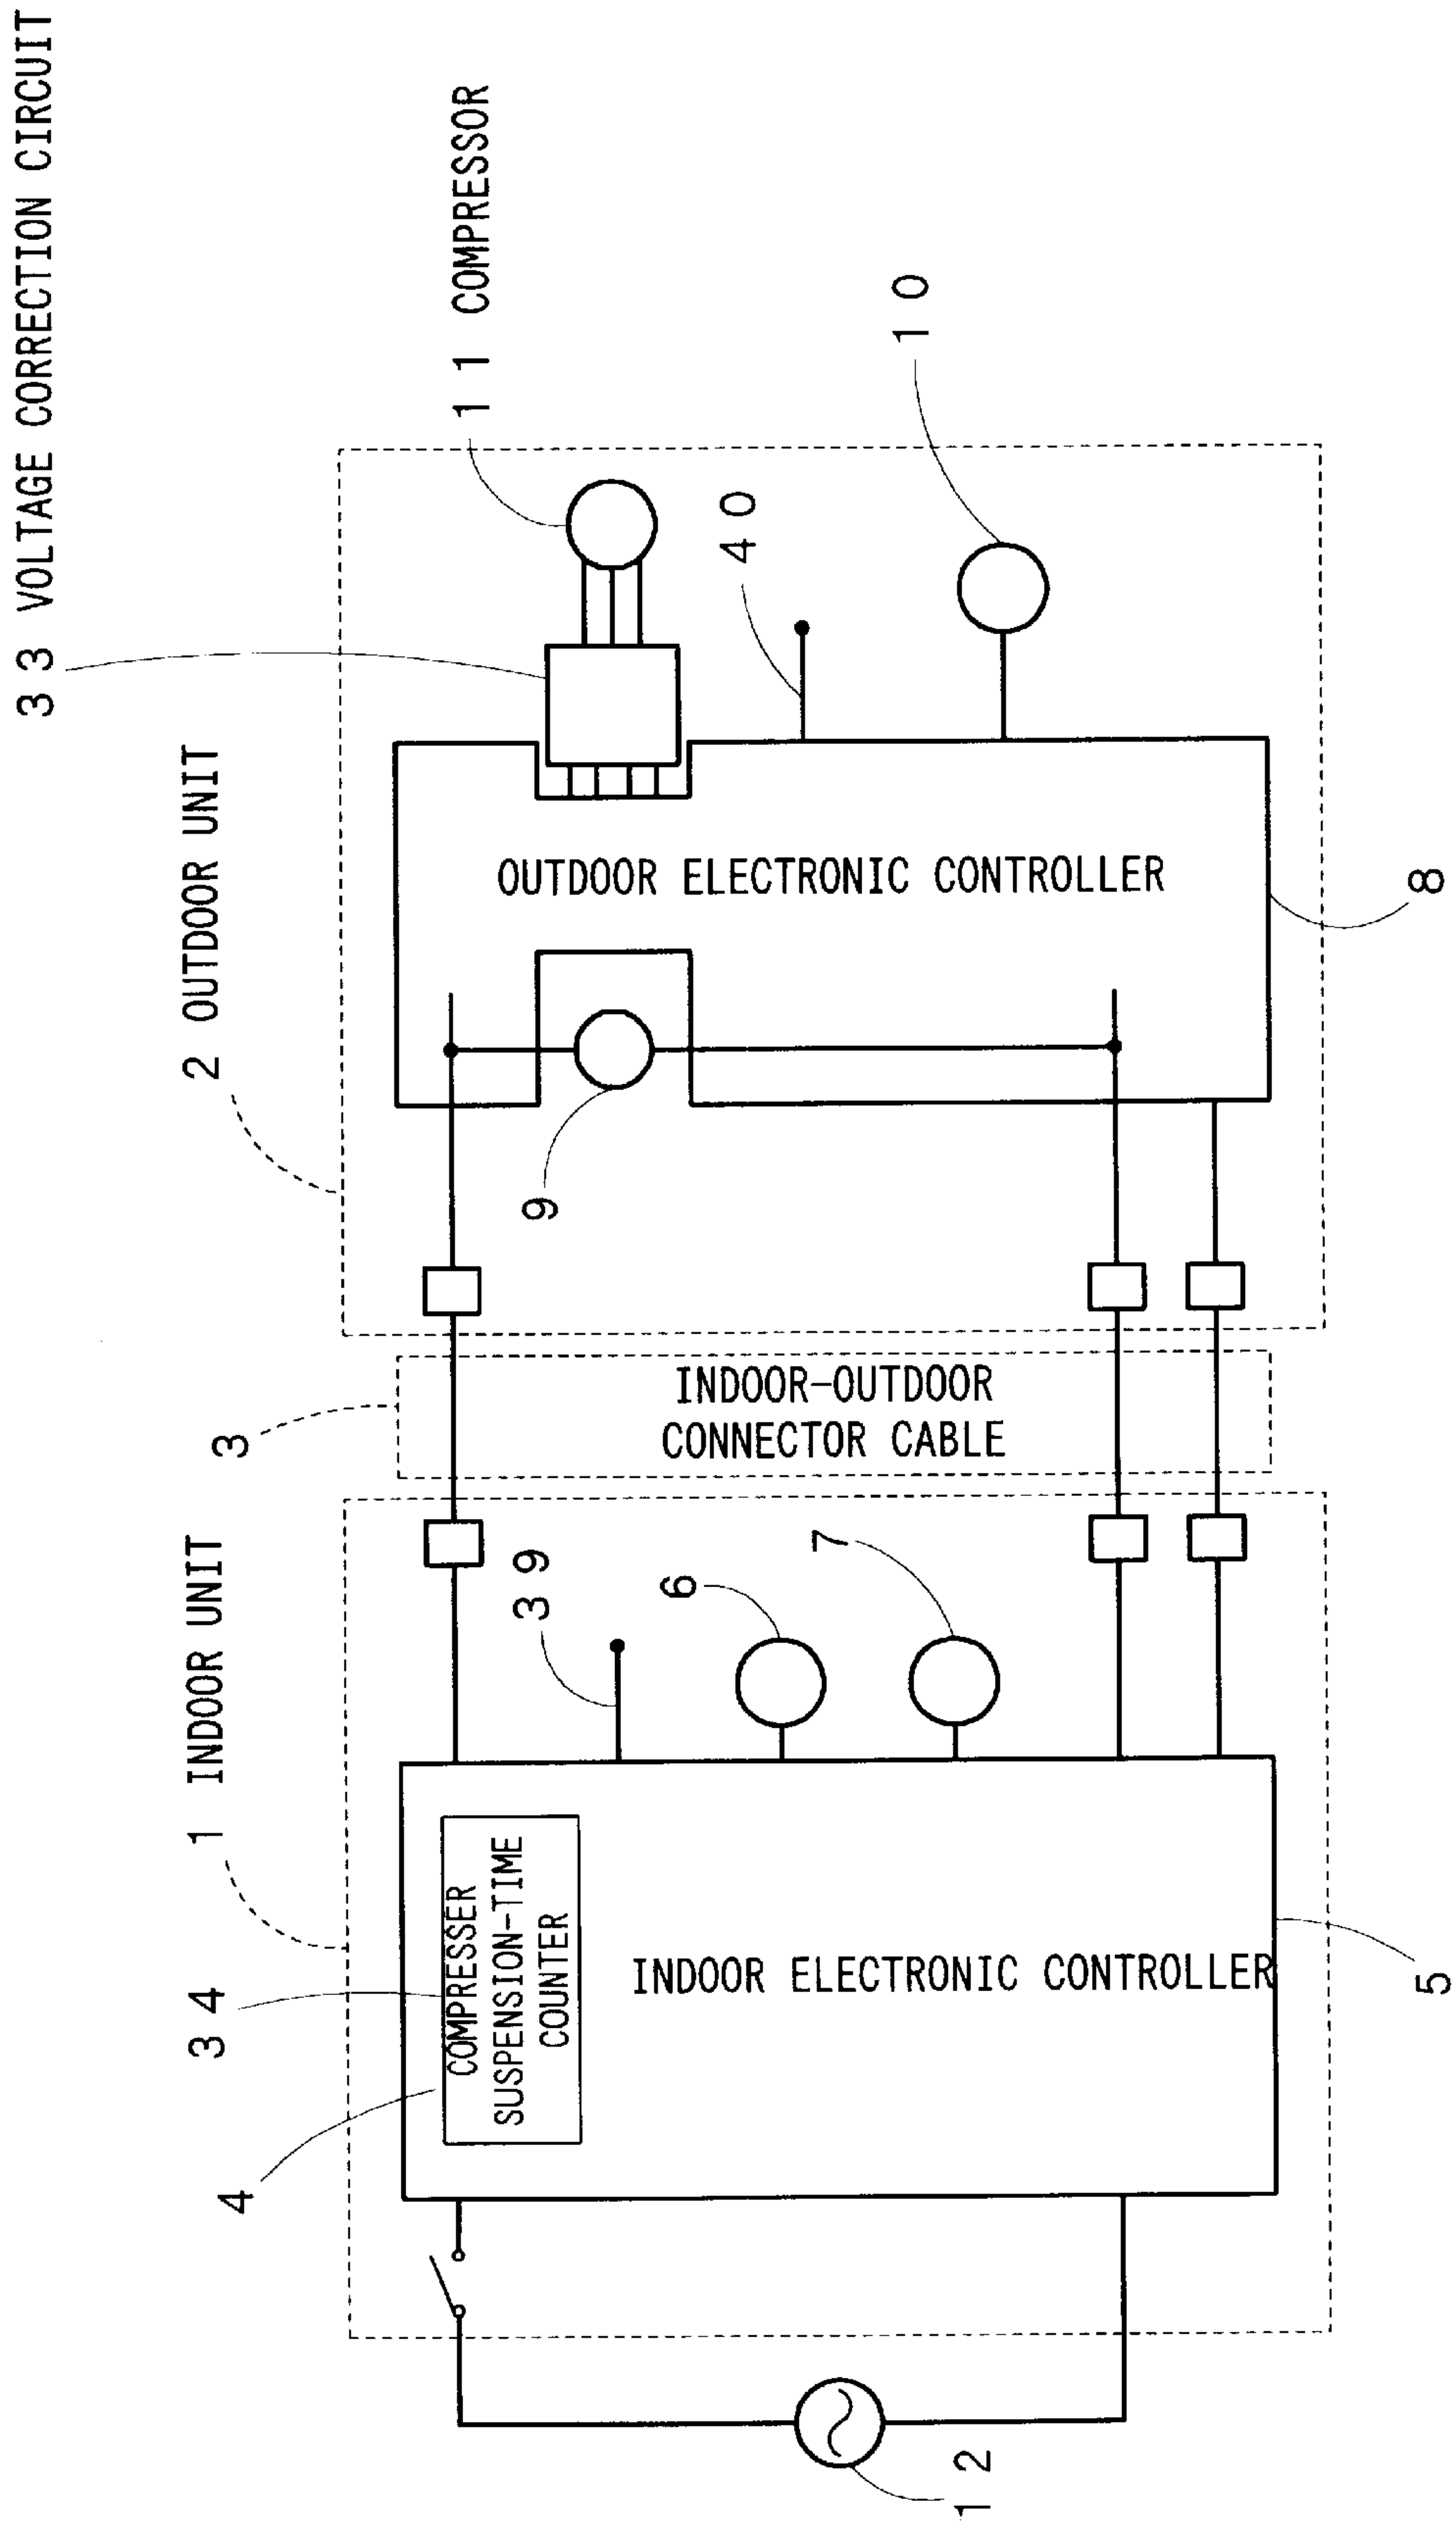 33 VOLTAGE CORRECTION CIRCUIT
11 COMPRESSOR
10
40
2 OUTDOOR UNIT
OUTDOOR ELECTRONIC CONTROLLER
8
9
3
INDOOR-OUTDOOR
CONNECTOR CABLE
1 INDOOR UNIT
39
6
7
34
4
COMPRESSER
SUSPENSION-TIME
COUNTER
INDOOR ELECTRONIC CONTROLLER
5
12